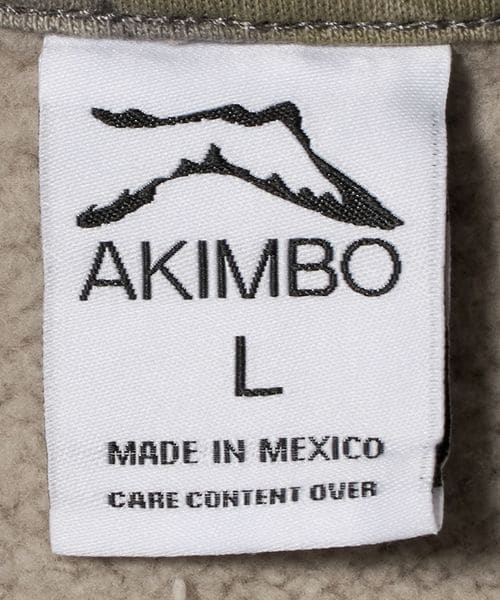 AKIMBO
L
MADE IN MEXICO
CARE CONTENT OVER